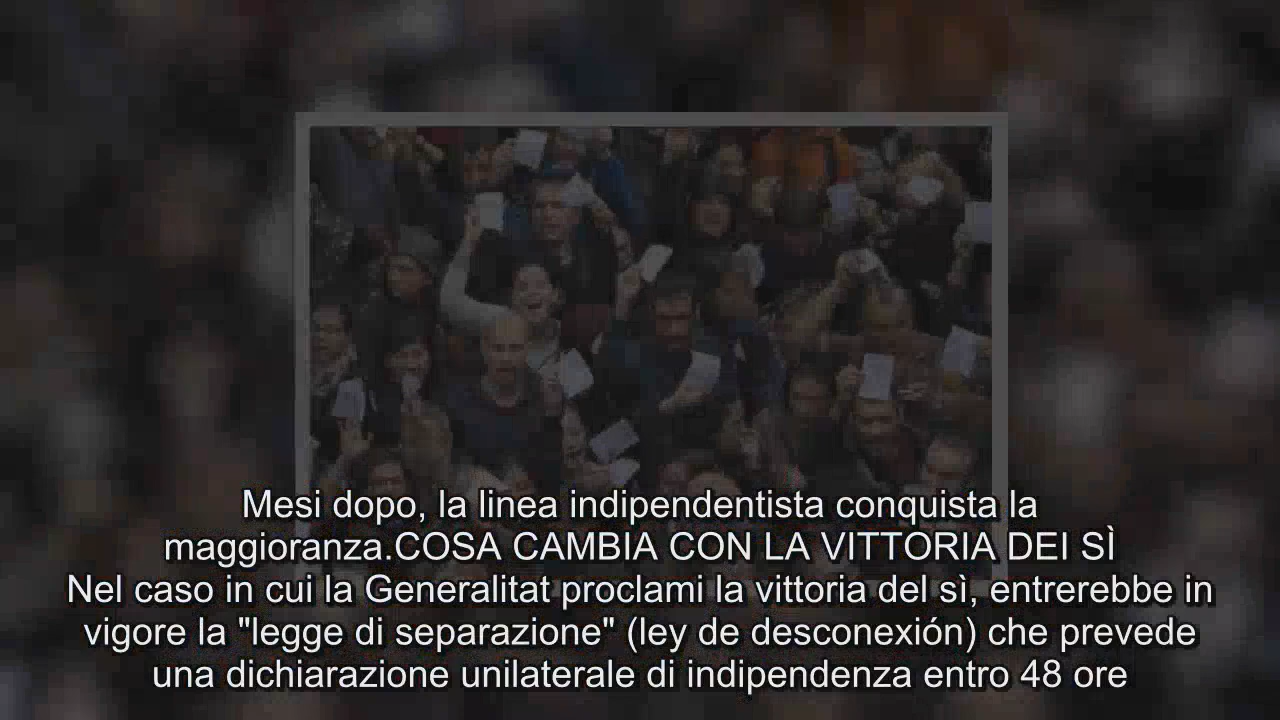 Mesi dopo, la linea indipendentista conquista la
maggioranza.COSA CAMBIA CON LA VITTORIA DEI SÌ
Nel caso in cui la Generalitat proclami la vittoria del sì, entrerebbe in
vigore la "legge di separazione" (ley de desconexión) che prevede
una dichiarazione unilaterale di indipendenza entro 48 ore